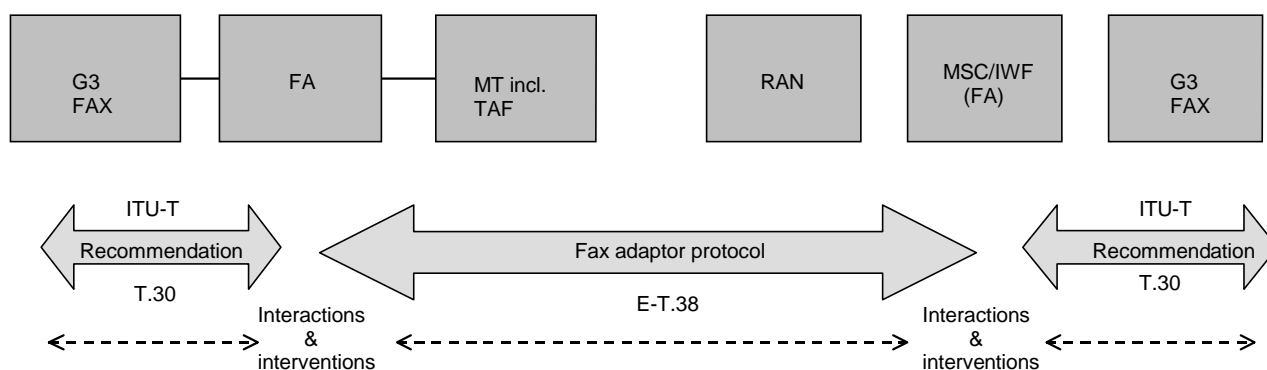 G3
FAX
FA
MT incl.
TAF
RAN
MSC/IWF
(FA)
G3
FAX
ITU-T
Recommendation
T.30
Fax adaptor protocol
E-T.38
ITU-T
Recommendation
T.30
Interactions
&
interventions
Interactions
&
interventions